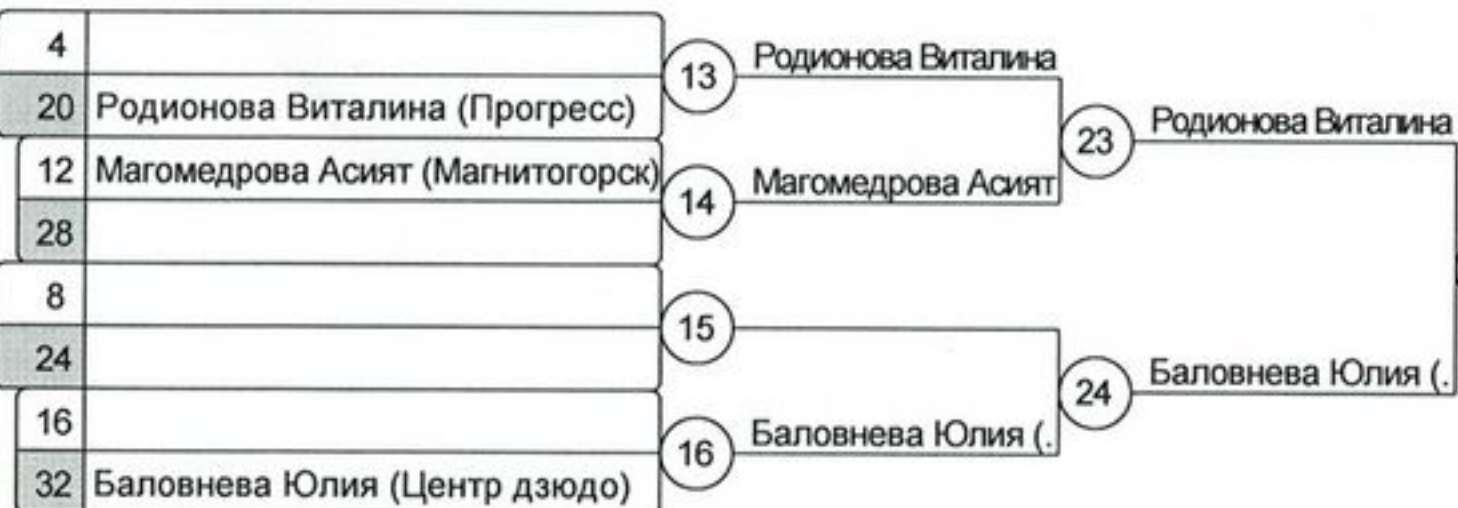 4
13
Родионова Виталина
20 Родионова Виталина (Прогресс)
23
Родионова Виталина
12 Магомедрова Асият (Магнитогорск)
14
Магомедрова Асият
28
8
15
24
24
Баловнева Юлия (.
16
16
Баловнева Юлия (.
32 Баловнева Юлия (Центр дзюдо)